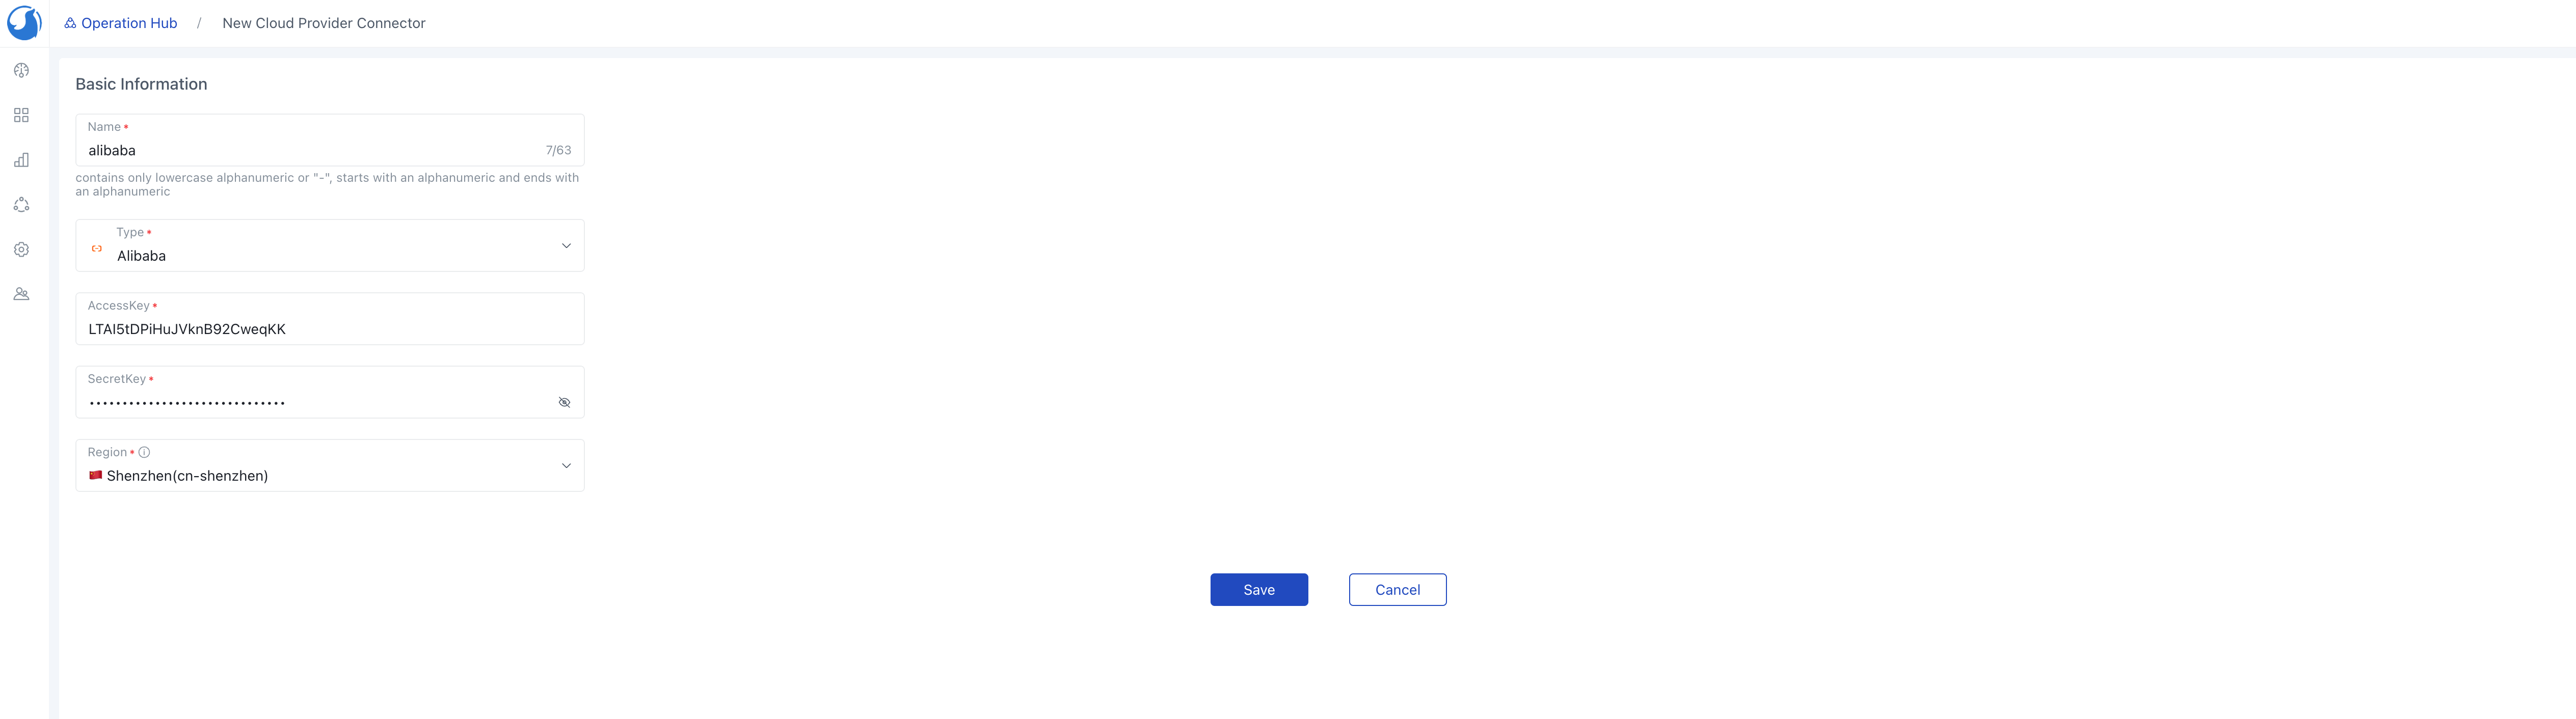 Operation Hub / New Cloud Provider Connector
Basic Information
Name *
alibaba 7/63
contains only lowercase alphanumeric or "-", starts with an alphanumeric and ends with
an alphanumeric
Type *
Alibaba
AccessKey *
LTAI5tDPiHuJVknB92CweqKK
SecretKey *
••••••••••••••••••••••••••••••
Region *
Shenzhen(cn-shenzhen)
Save Cancel